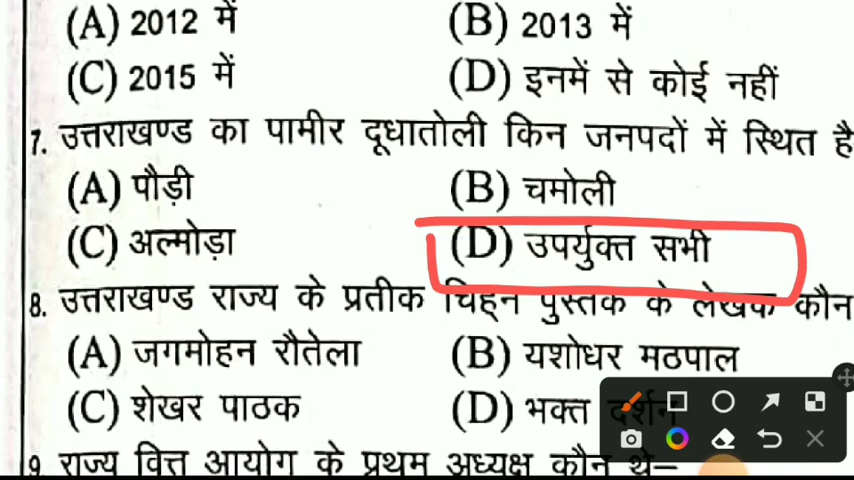 (A) 2012 में (B) 2013 में
(C) 2015 में (D) इनमें से कोई नहीं
7. उत्तराखण्ड का पामीर दूधातोली किन जनपदों में स्थित है
(A) पौड़ी (B) चमोली
(C) अल्मोड़ा (D) उपर्युक्त सभी
8. उत्तराखण्ड राज्य के प्रतीक चिह्न पुस्तक के लेखक कौन
(A) जगमोहन रौतेला (B) यशोधर मठपाल
(C) शेखर पाठक (D) भक्त दर्शन
9. राज्य वित्त आयोग के प्रथम अध्यक्ष कौन थे–